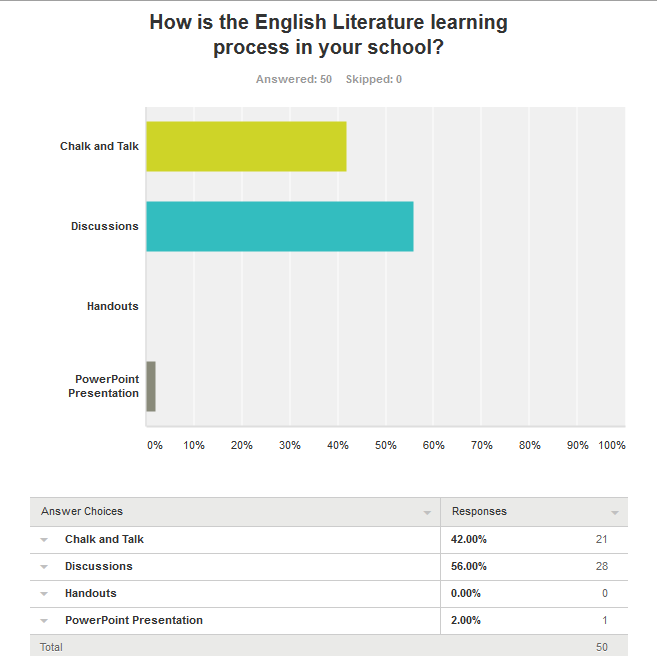 How is the English Literature learning
process in your school?
Answered: 50 Skipped: 0
Chalk and Talk
Discussions
Handouts
PowerPoint
Presentation
0% 10% 20% 30% 40% 50% 60% 70% 80% 90% 100%
Answer Choices Responses
Chalk and Talk 42.00% 21
Discussions 56.00% 28
Handouts 0.00% 0
PowerPoint Presentation 2.00% 1
Total 50